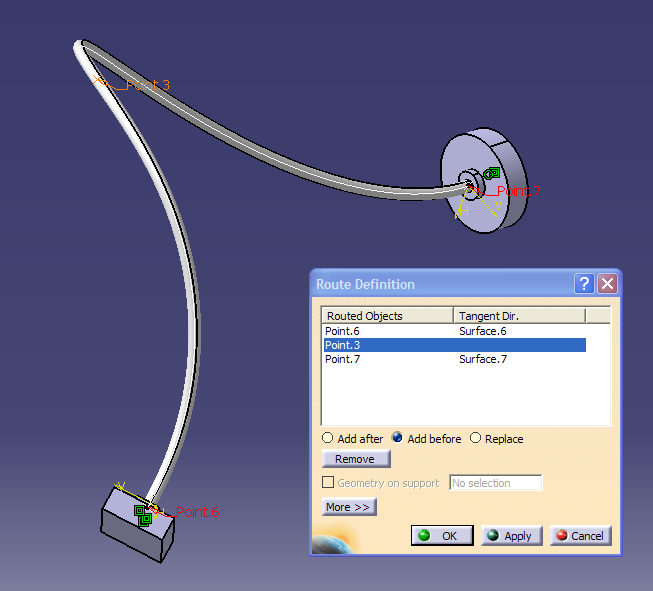 Point.3
Point.7
Point.6
Route Definition
Routed Objects Tangent Dir.
Point.6 Surface.6
Point.3
Point.7 Surface.7
Add after Add before Replace
Remove
Geometry on support No selection
More >>
OK Apply Cancel